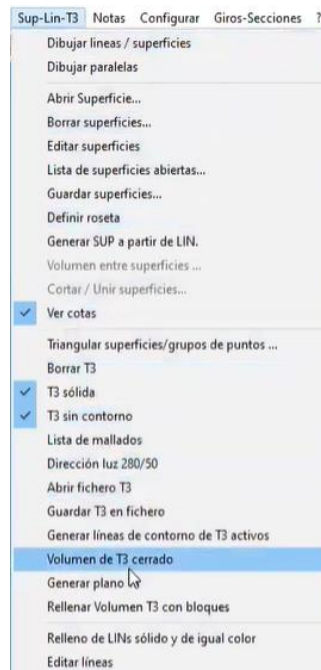 Sup-Lin-T3 Notas Configurar Giros-Secciones ?
Dibujar lineas / superficies
Dibujar paralelas
Abrir Superficie...
Borrar superficies...
Editar superficies
Lista de superficies abiertas...
Guardar superficies...
Definir roseta
Generar SUP a partir de LIN.
Volumen entre superficies ...
Cortar / Unir superficies...
Ver cotas
Triangular superficies/grupos de puntos ...
Borrar T3
T3 sólida
T3 sin contorno
Lista de mallados
Dirección luz 280/50
Abrir fichero T3
Guardar T3 en fichero
Generar líneas de contorno de T3 activos
Volumen de T3 cerrado
Generar plano
Rellenar Volumen T3 con bloques
Relleno de LINs sólido y de igual color
Editar líneas